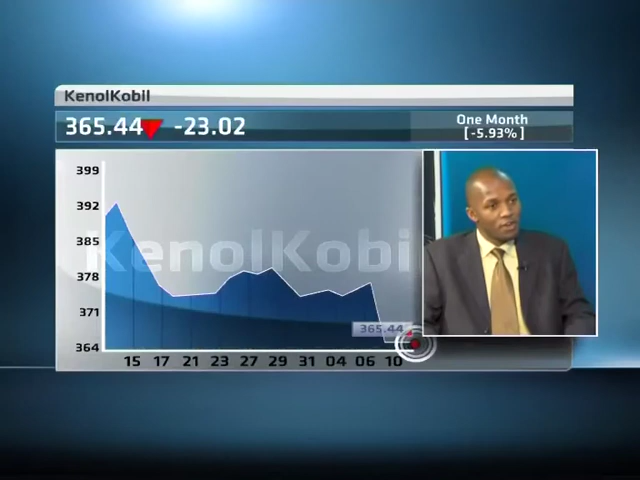 KenolKobil
365.44 -23.02
One Month
[ -5.93% ]
399
392
385
378
371
364
KenolKobil
365.44
15 17 21 23 27 29 31 04 06 10